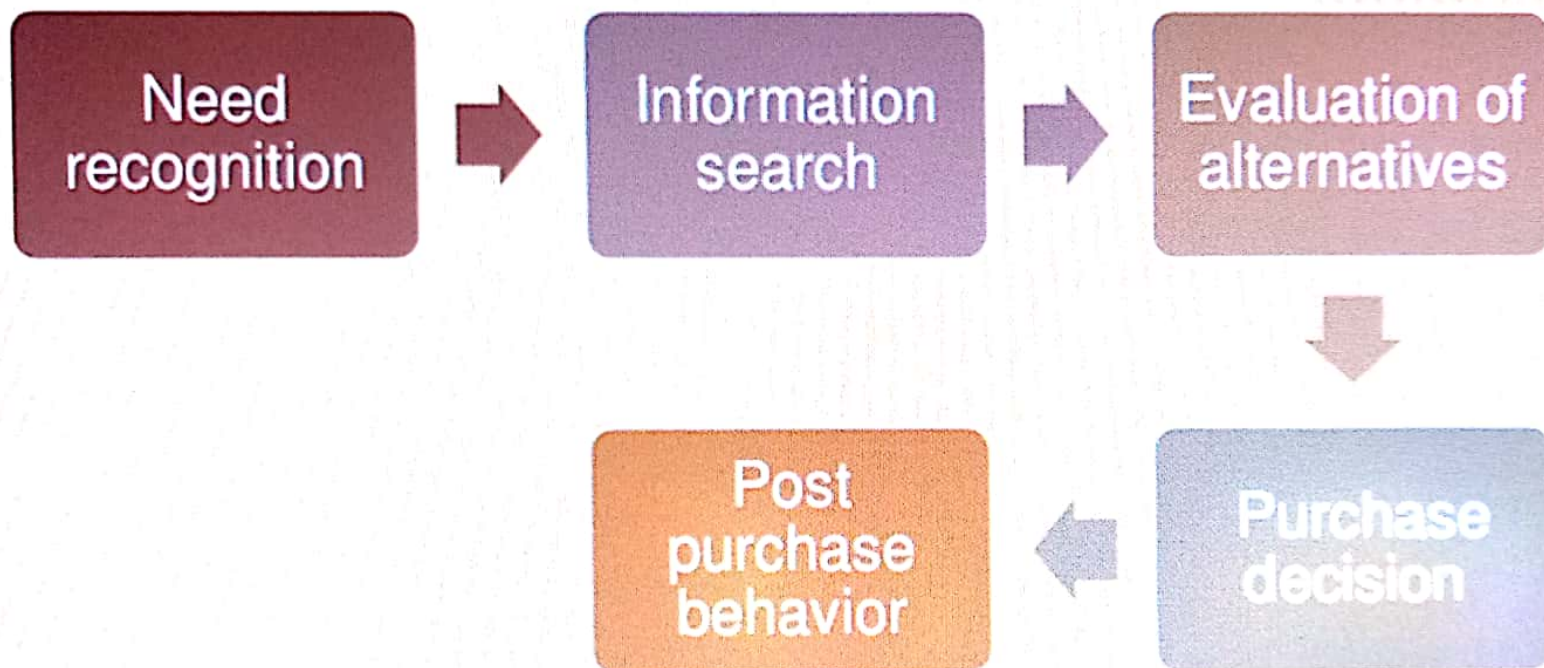 Need
recognition
Information
search
Evaluation of
alternatives
Purchase
decision
Post
purchase
behavior